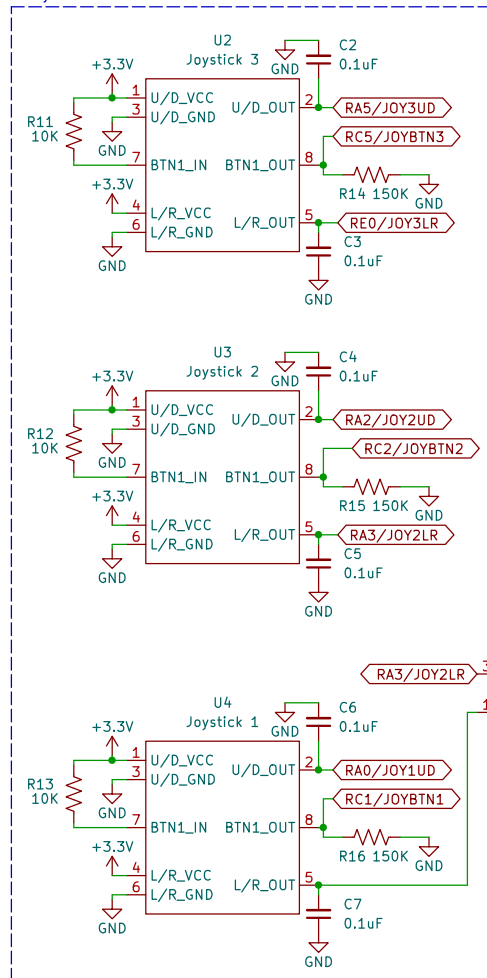 U2
Joystick 3
C2
0.1uF
GND
+3.3V
R11
10K
1
U/D_VCC
3
U/D_GND
GND
U/D_OUT
2
RA5/JOY3UD
RC5/JOYBTN3
7
BTN1_IN
BTN1_OUT
8
R14 150K
GND
+3.3V
4
L/R_VCC
6
L/R_GND
GND
L/R_OUT
5
RE0/JOY3LR
C3
0.1uF
GND
U3
Joystick 2
C4
0.1uF
GND
+3.3V
R12
10K
1
U/D_VCC
3
U/D_GND
GND
U/D_OUT
2
RA2/JOY2UD
RC2/JOYBTN2
7
BTN1_IN
BTN1_OUT
8
R15 150K
GND
+3.3V
4
L/R_VCC
6
L/R_GND
GND
L/R_OUT
5
RA3/JOY2LR
C5
0.1uF
GND
RA3/JOY2LR
3
1
U4
Joystick 1
C6
0.1uF
GND
+3.3V
R13
10K
1
U/D_VCC
3
U/D_GND
GND
U/D_OUT
2
RA0/JOY1UD
RC1/JOYBTN1
7
BTN1_IN
BTN1_OUT
8
R16 150K
GND
+3.3V
4
L/R_VCC
6
L/R_GND
GND
L/R_OUT
5
C7
0.1uF
GND